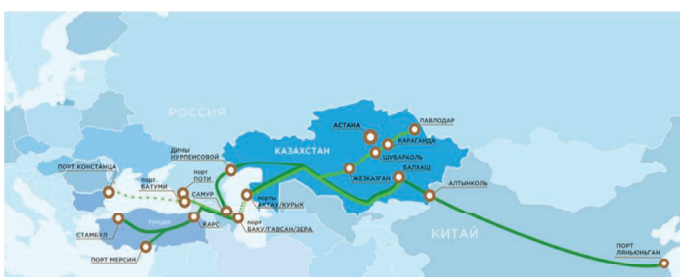 РОССИЯ
ПАВЛОДАР
АСТАНА
КАРАГАНДА
ДИНЫ
НУРПЕИСОВОЙ
КАЗАХСТАН
ШУБАРКОЛЬ
ПОРТ КОНСТАНЦА
порт
ПОТИ
БАЛХАШ
ЖЕЗКАЗГАН
порт
БАТУМИ
АЛТЫНКОЛЬ
САМУР
порты
АКТАУ/КУРЫК
ТУРЦИЯ
КАРС
порт
БАКУ/ГАВСАН/ЗЕРА
СТАМБУЛ
КИТАЙ
ПОРТ
ЛЯНЬЮНЬГАН
ПОРТ МЕРСИН